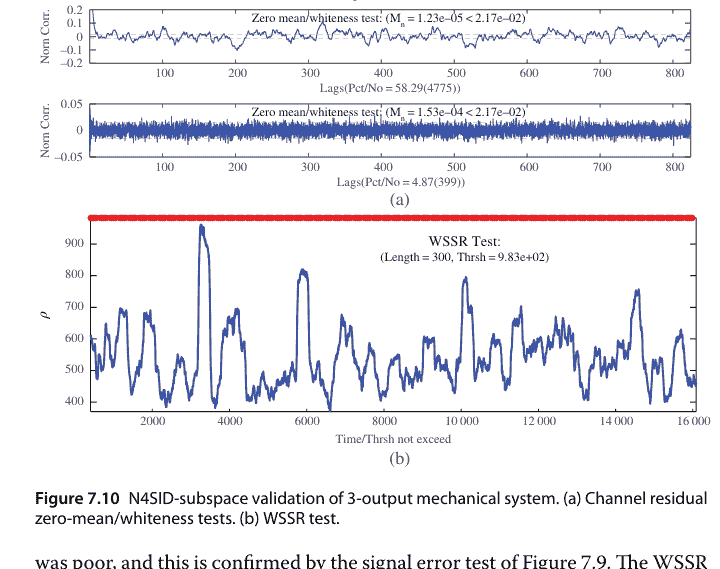 0.2
0.1
0
−0.1
−0.2
Norn Corr.
Zero mean/whiteness test: (Mn = 1.23e–05 < 2.17e–02)
100 200 300 400 500 600 700 800
Lags(Pct/No = 58.29(4775))
0.05
0
−0.05
Norn Corr.
Zero mean/whiteness test: (Mn = 1.53e–04 < 2.17e–02)
100 200 300 400 500 600 700 800
Lags(Pct/No = 4.87(399))
(a)
900
800
700
600
500
400
ρ
WSSR Test:
(Length = 300, Thrsh = 9.83e+02)
2000 4000 6000 8000 10 000 12 000 14 000 16 000
Time/Thrsh not exceed
(b)
Figure 7.10 N4SID-subspace validation of 3-output mechanical system. (a) Channel residual
zero-mean/whiteness tests. (b) WSSR test.
was poor, and this is confirmed by the signal error test of Figure 7.9. The WSSR